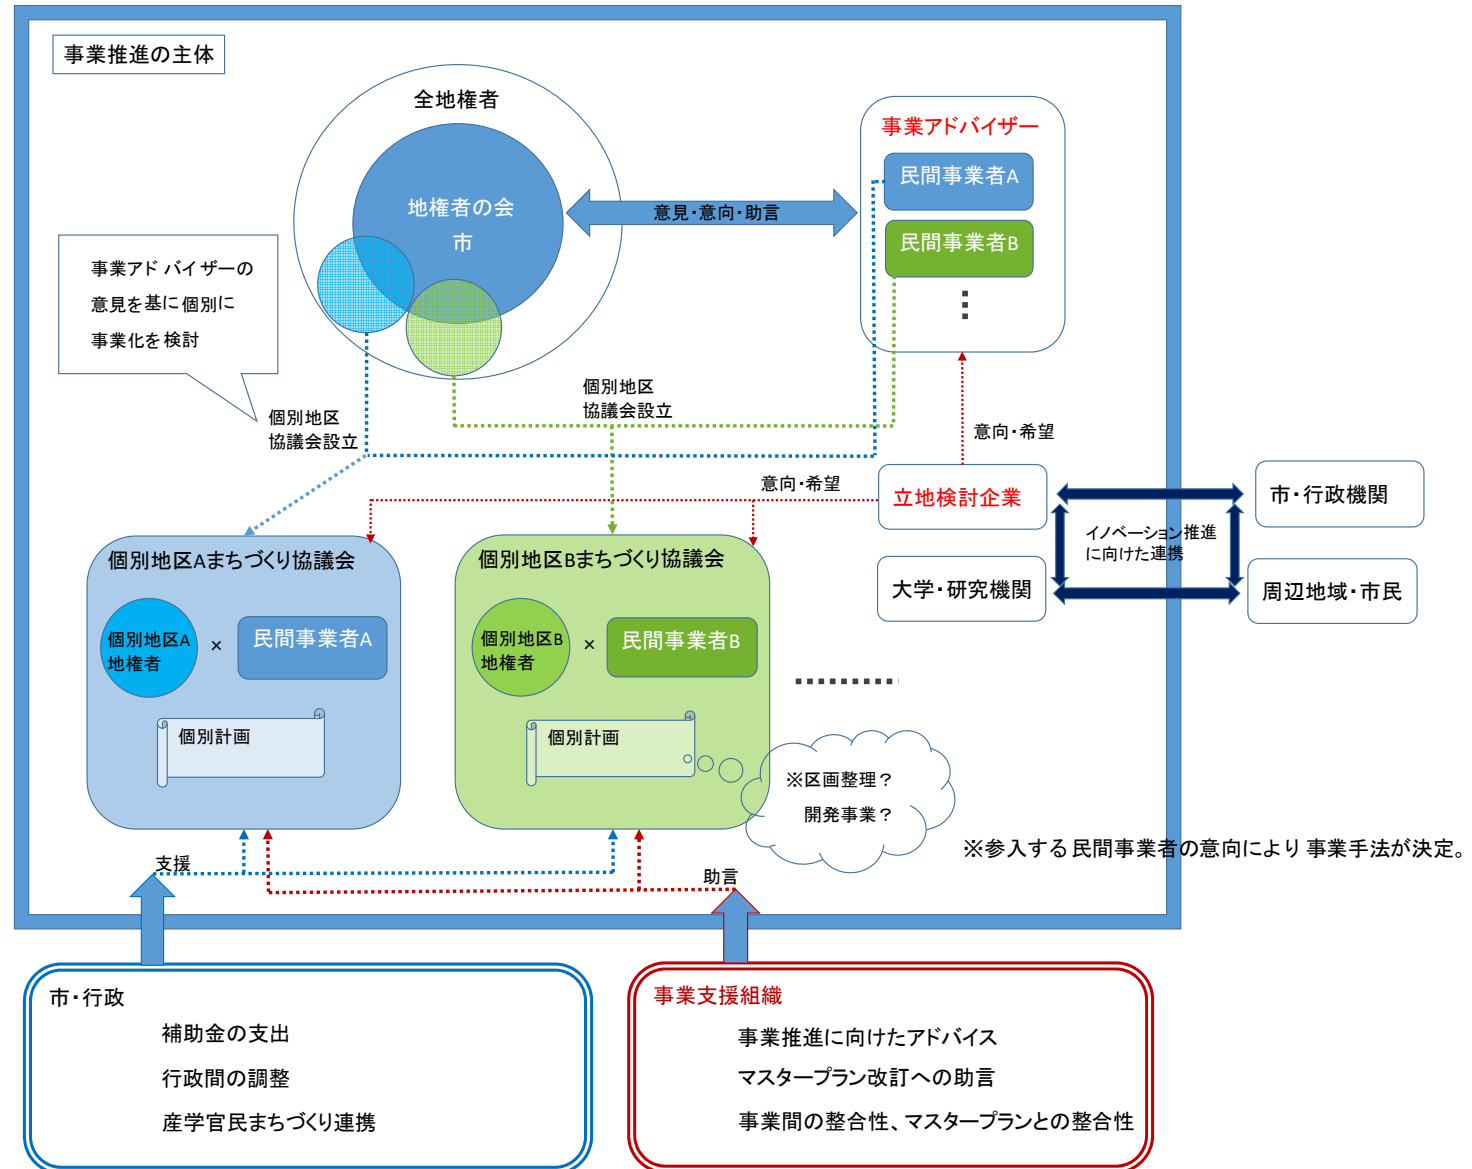 事業推進の主体
全地権者
地権者の会
市
事業アドバイザー
民間事業者A
民間事業者B
意見・意向・助言
事業アドバイザーの
意見を基に個別に
事業化を検討
個別地区
協議会設立
個別地区
協議会設立
意向・希望
意向・希望
立地検討企業
市・行政機関
イノベーション推進
に向けた連携
大学・研究機関
周辺地域・市民
個別地区Aまちづくり協議会
個別地区A
地権者
×
民間事業者A
個別計画
個別地区Bまちづくり協議会
個別地区B
地権者
×
民間事業者B
個別計画
※区画整理？
開発事業？
※参入する民間事業者の意向により事業手法が決定。
支援
助言
市・行政
補助金の支出
行政間の調整
産学官民まちづくり連携
事業支援組織
事業推進に向けたアドバイス
マスタープラン改訂への助言
事業間の整合性、マスタープランとの整合性